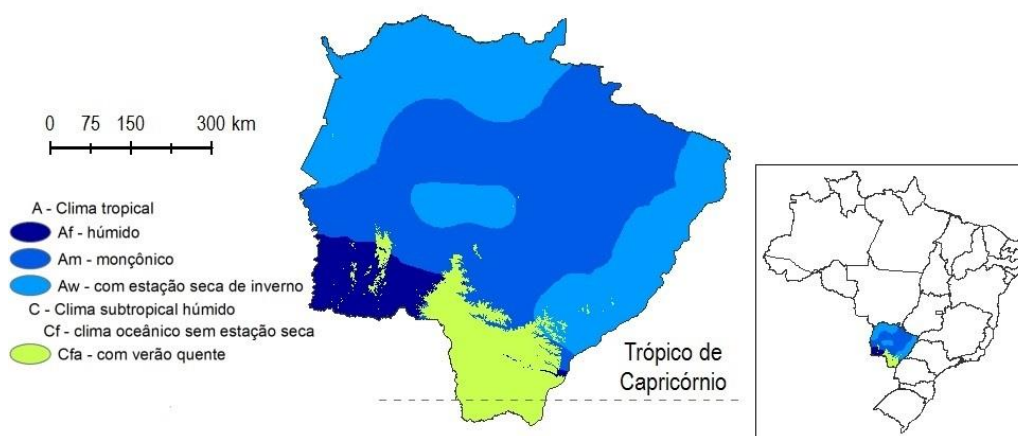 0 75 150 300 km
A - Clima tropical
Af - húmido
Am - monçônico
Aw - com estação seca de inverno
C - Clima subtropical húmido
Cf - clima oceânico sem estação seca
Cfa - com verão quente
Trópico de
Capricórnio